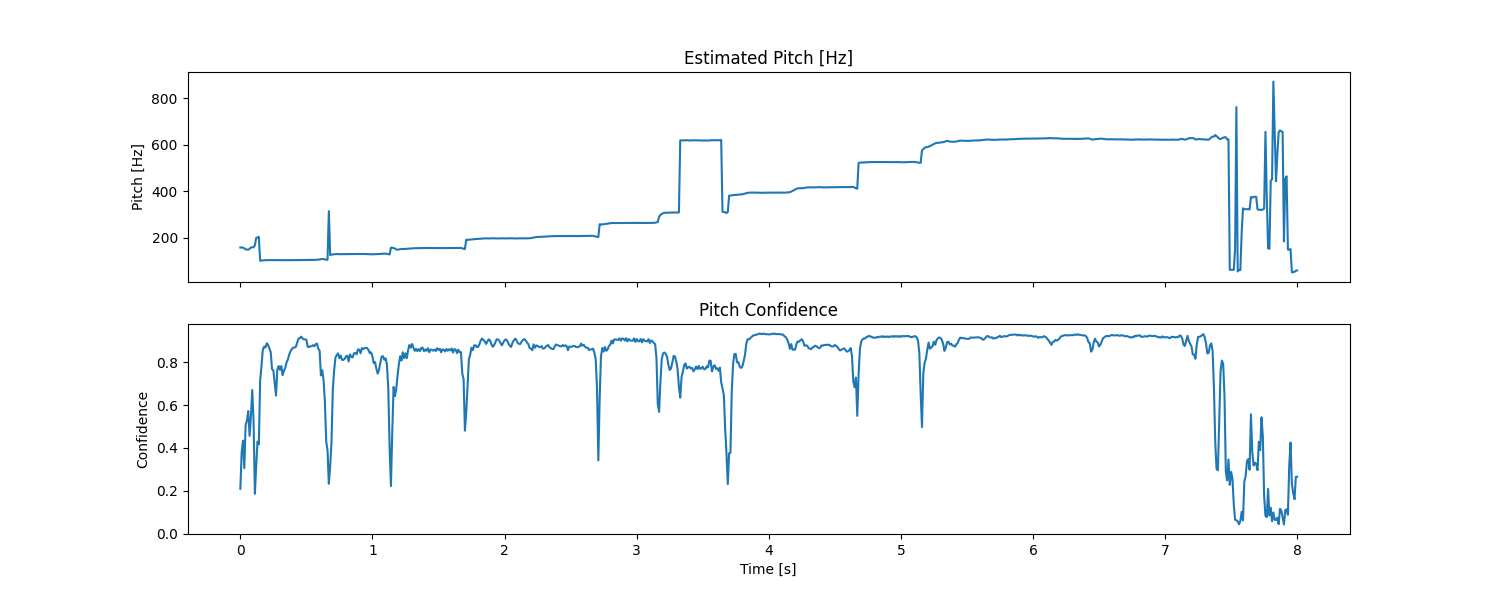 Estimated Pitch [Hz]
800
600
400
200
Pitch [Hz]
Pitch Confidence
0.8
0.6
0.4
0.2
0.0
Confidence
0 1 2 3 4 5 6 7 8
Time [s]